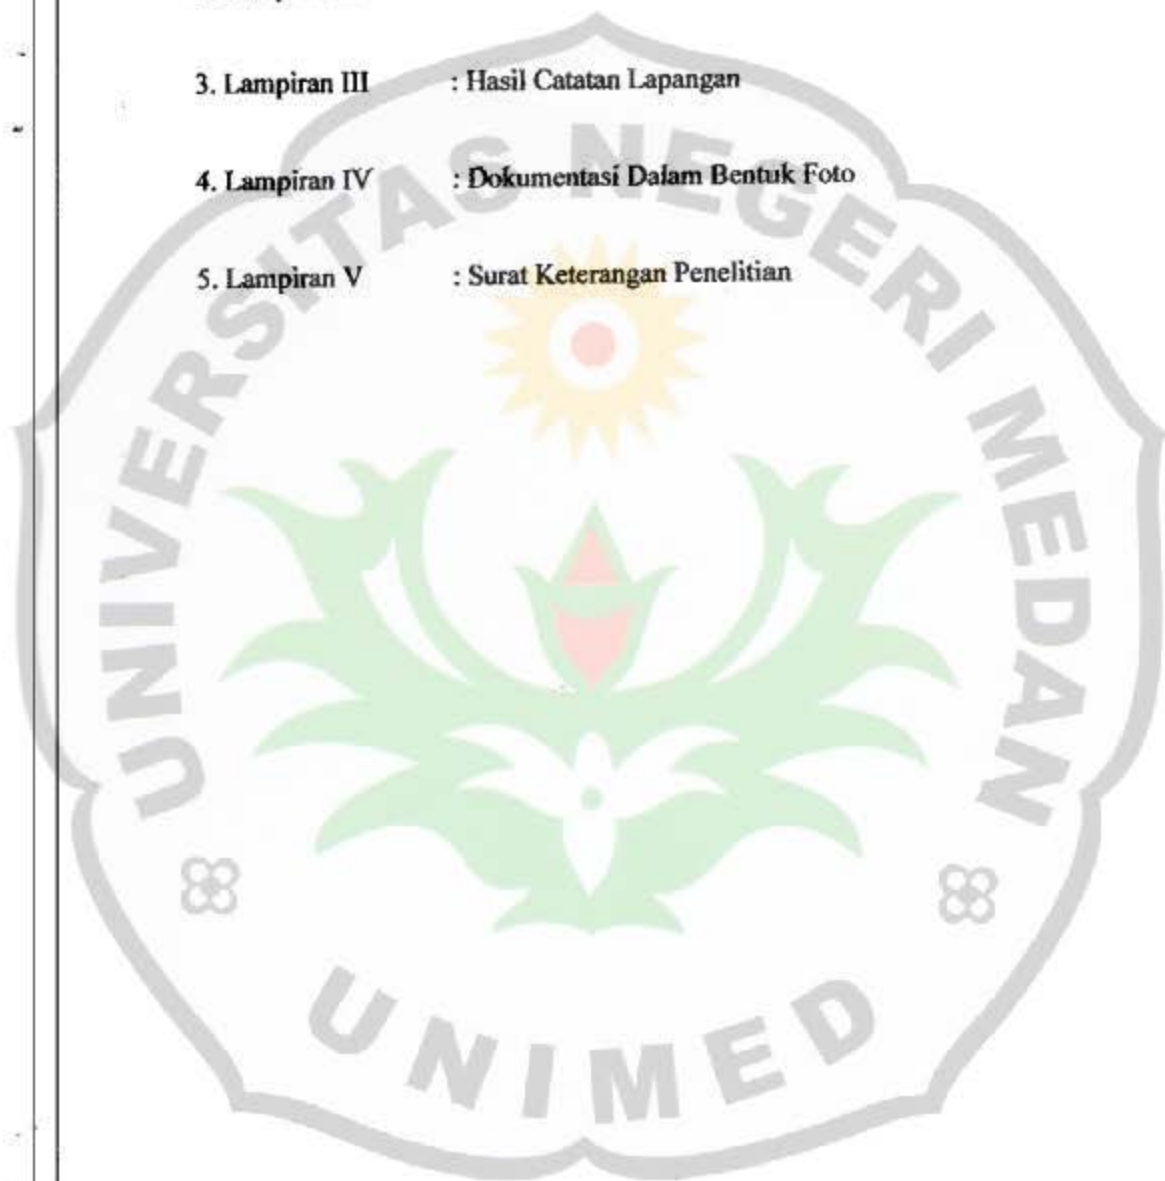 3. Lampiran III : Hasil Catatan Lapangan
4. Lampiran IV : Dokumentasi Dalam Bentuk Foto
5. Lampiran V : Surat Keterangan Penelitian
UNIVERSITAS NEGERI MEDAN
UNIMED